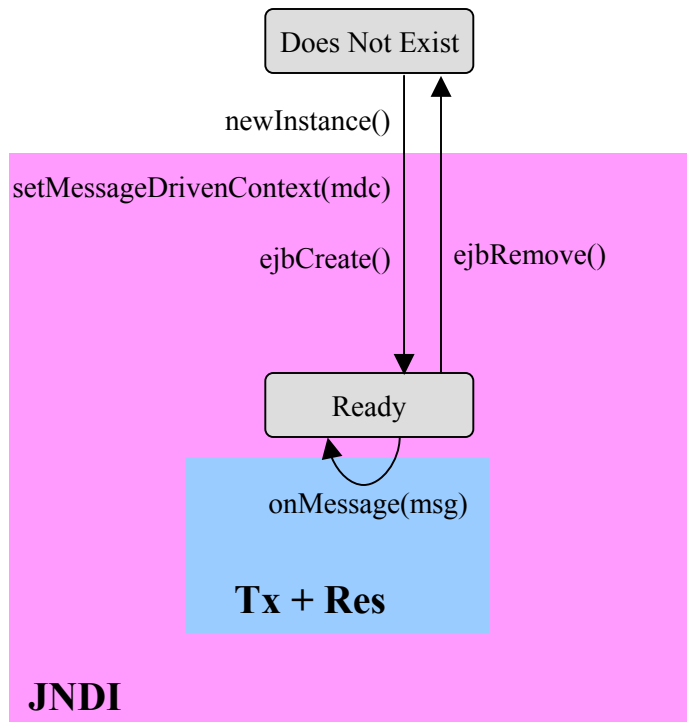 Does Not Exist
newInstance()
setMessageDrivenContext(mdc)
ejbCreate()
ejbRemove()
Ready
onMessage(msg)
Tx + Res
JNDI